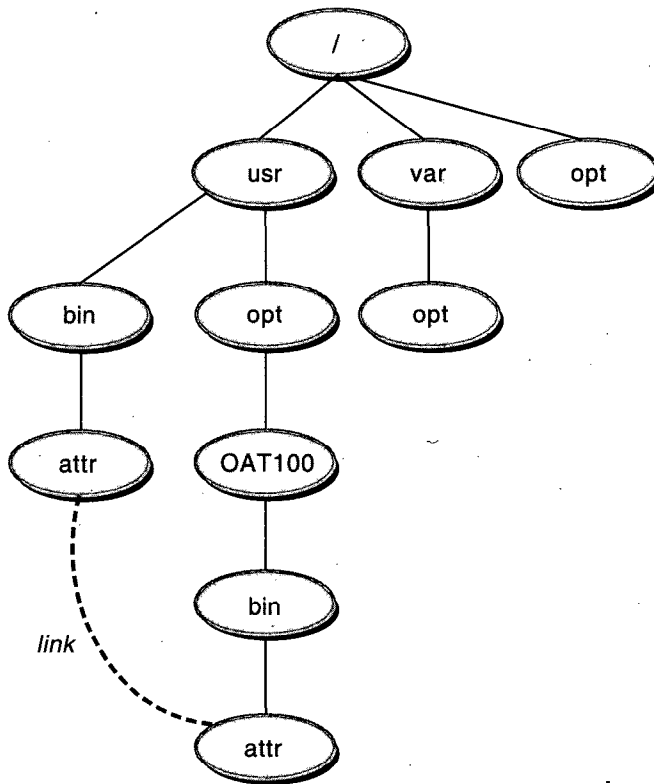 /
usr
var
opt
bin
opt
opt
attr
OAT100
bin
link
attr